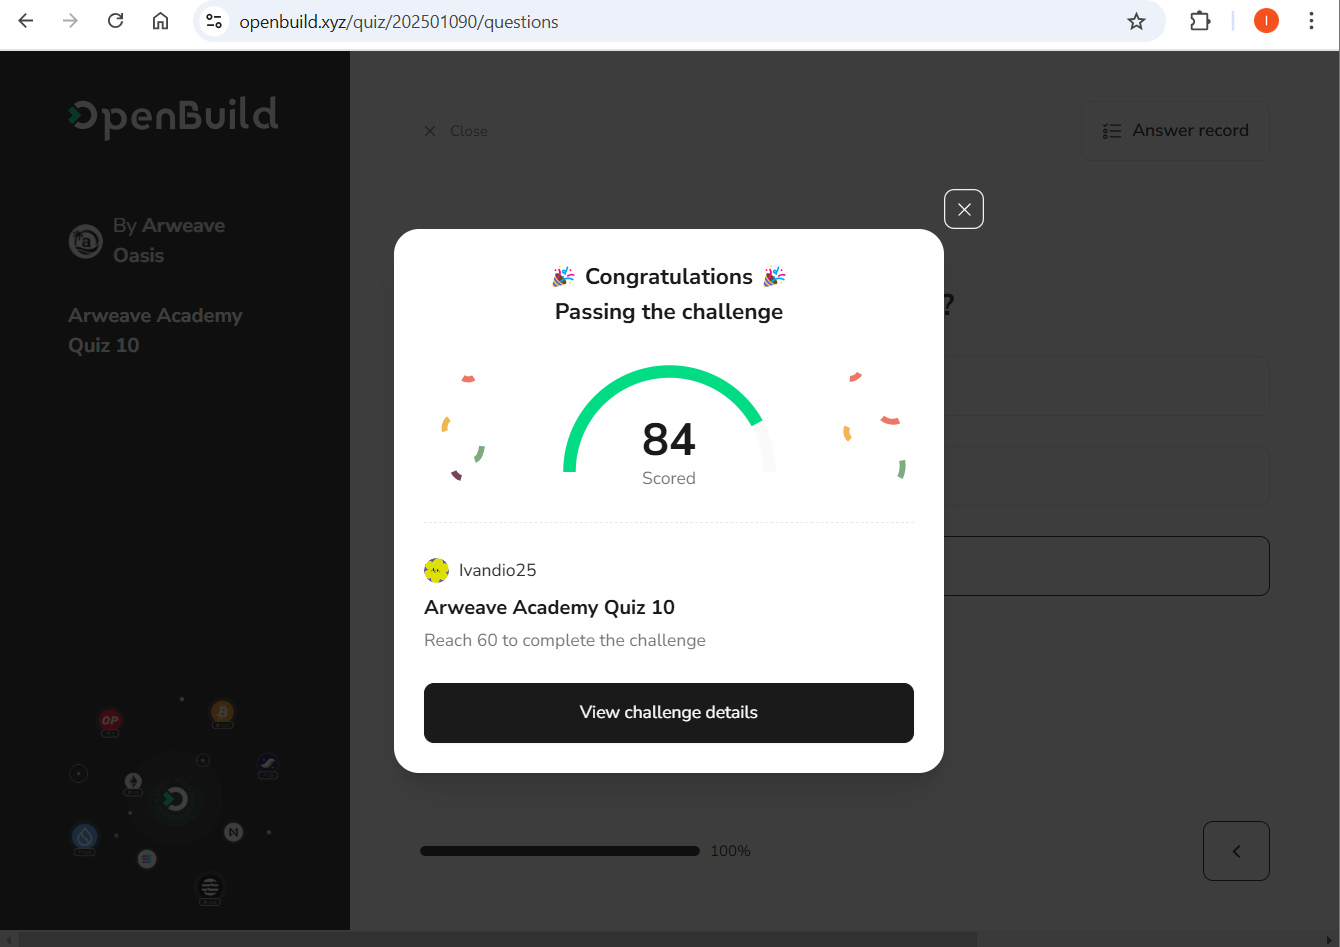 openbuild.xyz/quiz/202501090/questions
I
OpenBuild
Close
Answer record
By Arweave
Oasis
Arweave Academy
Quiz 10
?
🎉 Congratulations 🎉
Passing the challenge
84
Scored
Ivandio25
Arweave Academy Quiz 10
Reach 60 to complete the challenge
View challenge details
OP
100%